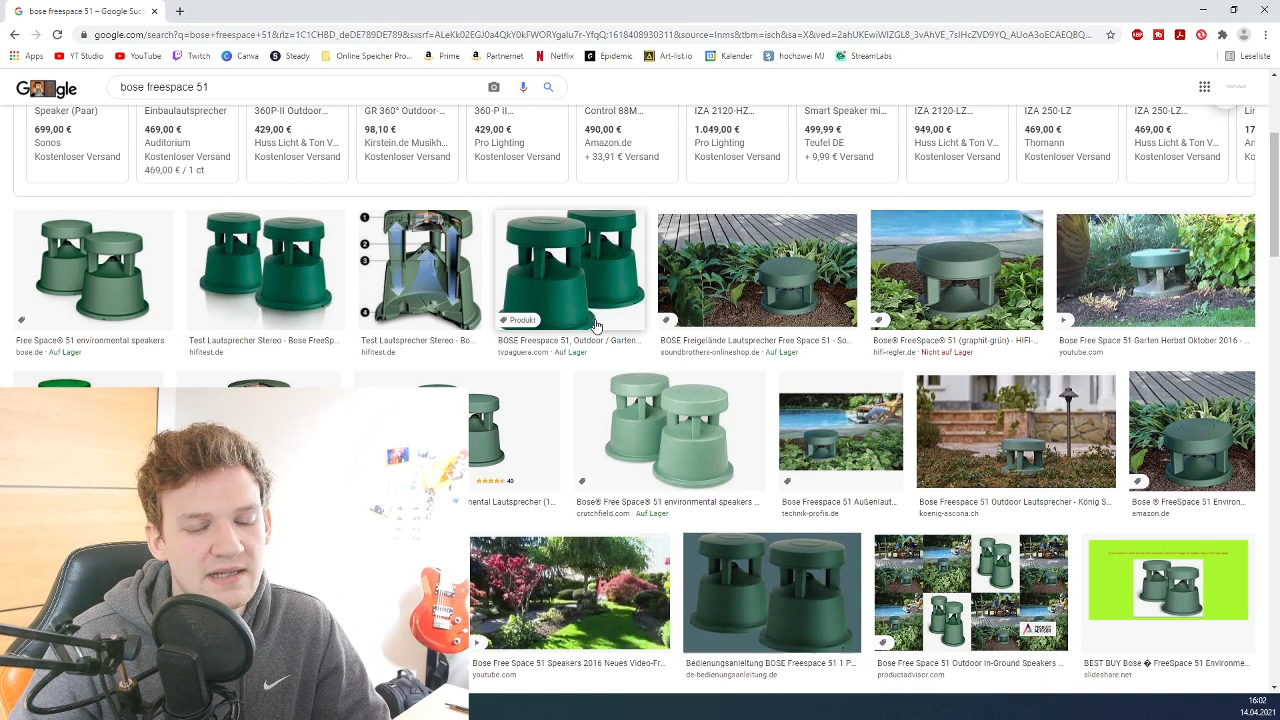 bose freespace 51 – Google Such
google.com/search?q=bose+freespace+51&rlz=1C1CHBD_deDE789DE789&sxsrf=ALeKk02EGJ0a4QkY0kFWORYgalu7r-YfqQ:1618408930311&source=lnms&tbm=isch&sa=X&ved=2ahUKEwiWlZGL8_3vAhVE_7sIHcZVD9YQ_AUoA3oECAEQBQ...
Apps YT Studio YouTube Twitch Canva Steady Online Speicher Pro... Prime Partnernet Netflix Epidemic Art-list.io Kalender hochzwei MJ StreamLabs Leseliste
bose freespace 51
Speaker (Paar) Einbaulautsprecher 360P-II Outdoor... GR 360° Outdoor-... 360-P II... Control 88M... IZA 2120-HZ... Smart Speaker mi... IZA 2120-LZ IZA 250-LZ IZA 250-LZ...
699,00 € 469,00 € 429,00 € 98,10 € 429,00 € 490,00 € 1.049,00 € 499,99 € 949,00 € 469,00 € 469,00 € 17
Sonos Auditorium Huss Licht & Ton V... Kirstein.de Musikh... Pro Lighting Amazon.de Pro Lighting Teufel DE Huss Licht & Ton V... Thomann Huss Licht & Ton V...
Kostenloser Versand Kostenloser Versand Kostenloser Versand Kostenloser Versand Kostenloser Versand + 33,91 € Versand Kostenloser Versand + 9,99 € Versand Kostenloser Versand Kostenloser Versand Kostenloser Versand
469,00 € / 1 ct
1
2
3
4
Produkt
Free Space® 51 environmental speakers Test Lautsprecher Stereo - Bose FreeSp... Test Lautsprecher Stereo - Bo... BOSE Freespace 51, Outdoor / Garten... BOSE Freigelände Lautsprecher Free Space 51 - So... Bose® FreeSpace® 51 (graphit-grün) - HIFI-... Bose Free Space 51 Garten Herbst Oktober 2016 - ...
bose.de · Auf Lager hifitest.de hifitest.de tvpaguera.com · Auf Lager soundbrothers-onlineshop.de · Auf Lager hifi-regler.de · Nicht auf Lager youtube.com
40
mental Lautsprecher (1... Bose® Free Space® 51 environmental speakers ... Bose Freespace 51 Außenlaut... Bose Freespace 51 Outdoor Lautsprecher - König S... Bose ® FreeSpace 51 Environ...
crutchfield.com · Auf Lager technik-profis.de koenig-ascona.ch amazon.de
Bose Free Space 51 Speakers 2016 Neues Video-Fr... Bedienungsanleitung BOSE Freespace 51 1 P... Bose Free Space 51 Outdoor In-Ground Speakers ... BEST BUY Bose � FreeSpace 51 Environme...
youtube.com de-bedienungsanleitung.de productadvisor.com slideshare.net
16:02
14.04.2021